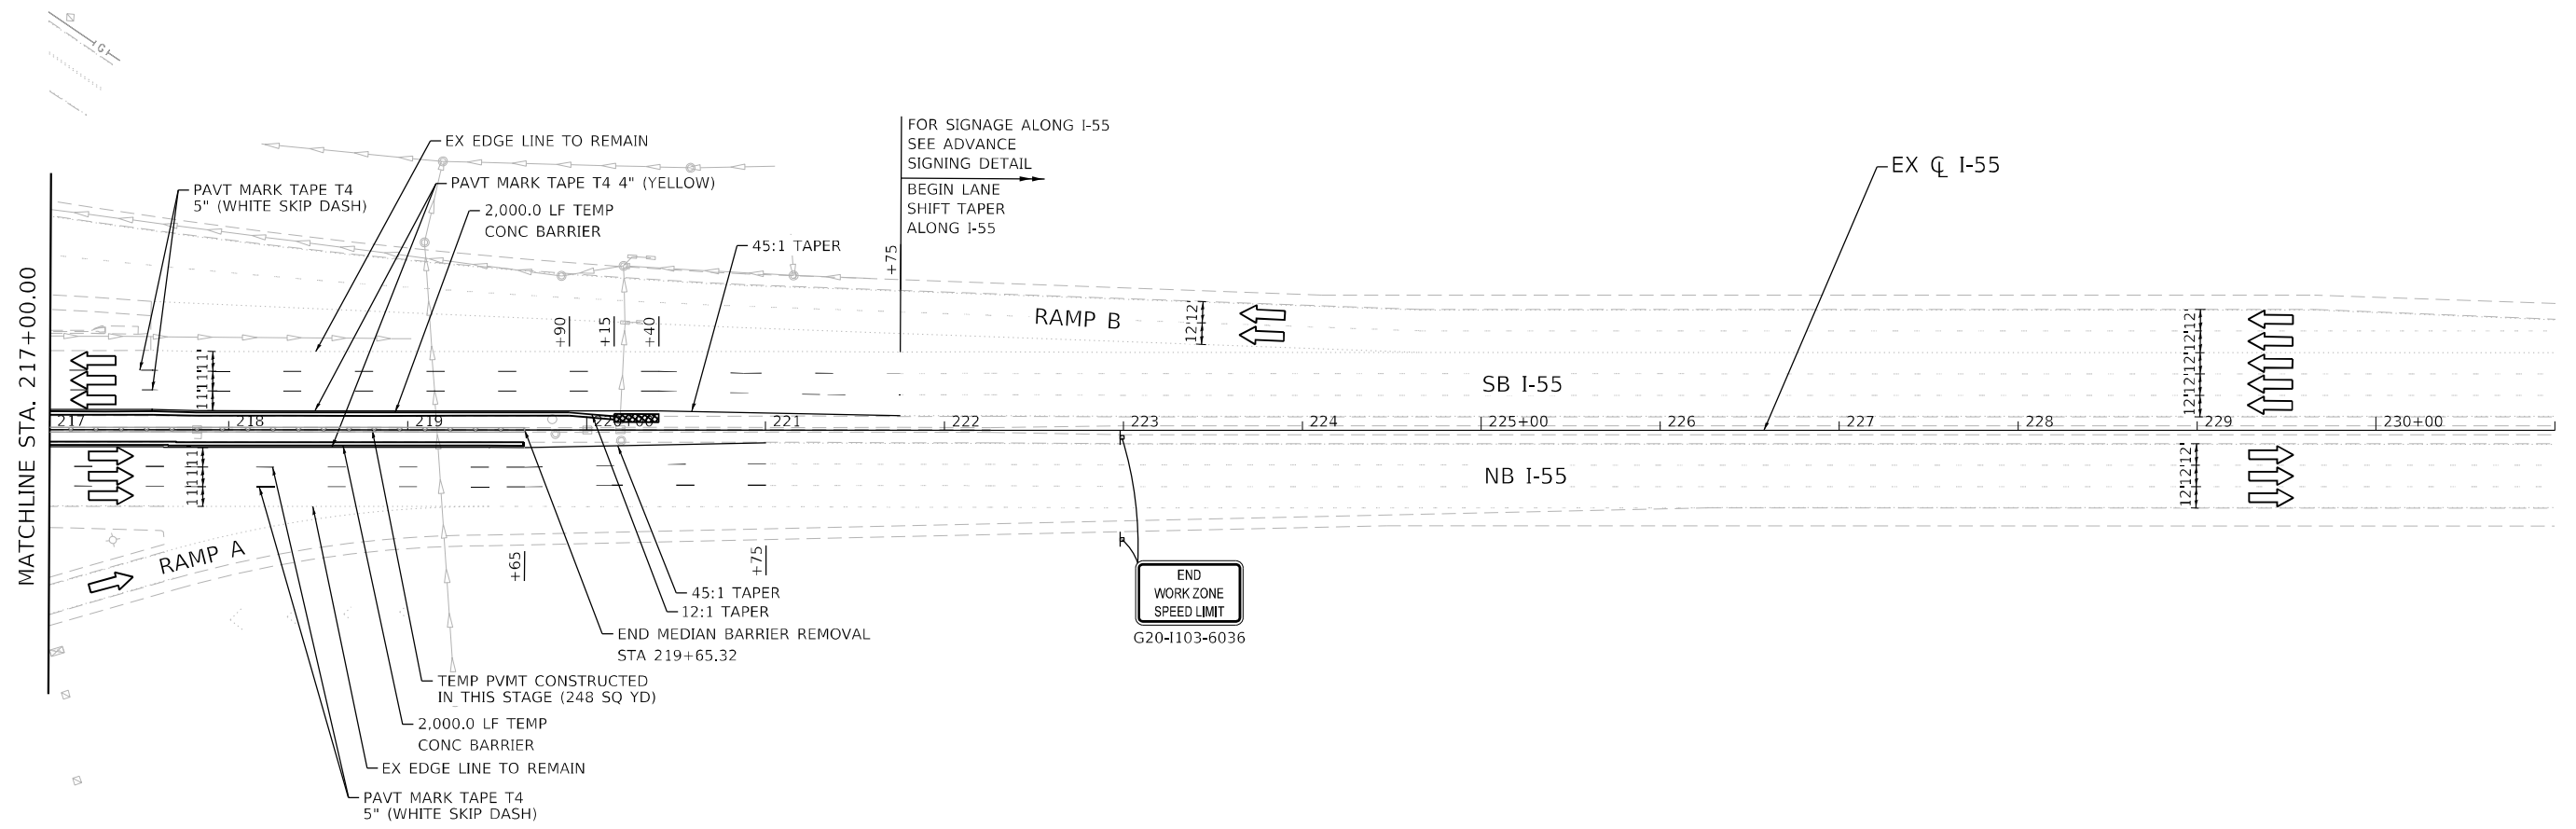 G
FOR SIGNAGE ALONG I-55
SEE ADVANCE
SIGNING DETAIL
BEGIN LANE
SHIFT TAPER
ALONG I-55
+75
EX EDGE LINE TO REMAIN
PAVT MARK TAPE T4 4" (YELLOW)
PAVT MARK TAPE T4
5" (WHITE SKIP DASH)
2,000.0 LF TEMP
CONC BARRIER
45:1 TAPER
EX ℄ I-55
MATCHLINE STA. 217+00.00
+90
+15
+40
RAMP B
12'12'
12'12'12'12'12'
11'11'11'
SB I-55
217
218
219
220+00
221
222
223
224
225+00
226
227
228
229
230+00
11'11'11'
NB I-55
12'12'12'
RAMP A
+65
+75
45:1 TAPER
12:1 TAPER
END MEDIAN BARRIER REMOVAL
STA 219+65.32
END
WORK ZONE
SPEED LIMIT
G20-I103-6036
TEMP PVMT CONSTRUCTED
IN THIS STAGE (248 SQ YD)
2,000.0 LF TEMP
CONC BARRIER
EX EDGE LINE TO REMAIN
PAVT MARK TAPE T4
5" (WHITE SKIP DASH)